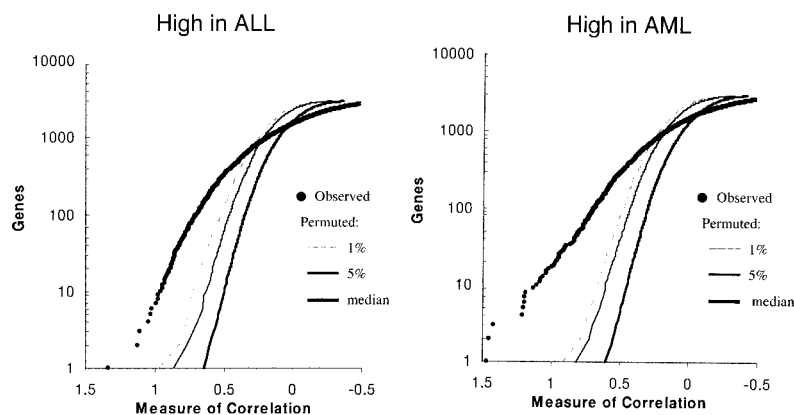 High in ALL
10000
1000
100
10
1
Genes
Observed
Permuted:
1%
5%
median
1.5 1 0.5 0 -0.5
Measure of Correlation
High in AML
10000
1000
100
10
1
Genes
Observed
Permuted:
1%
5%
median
1.5 1 0.5 0 -0.5
Measure of Correlation